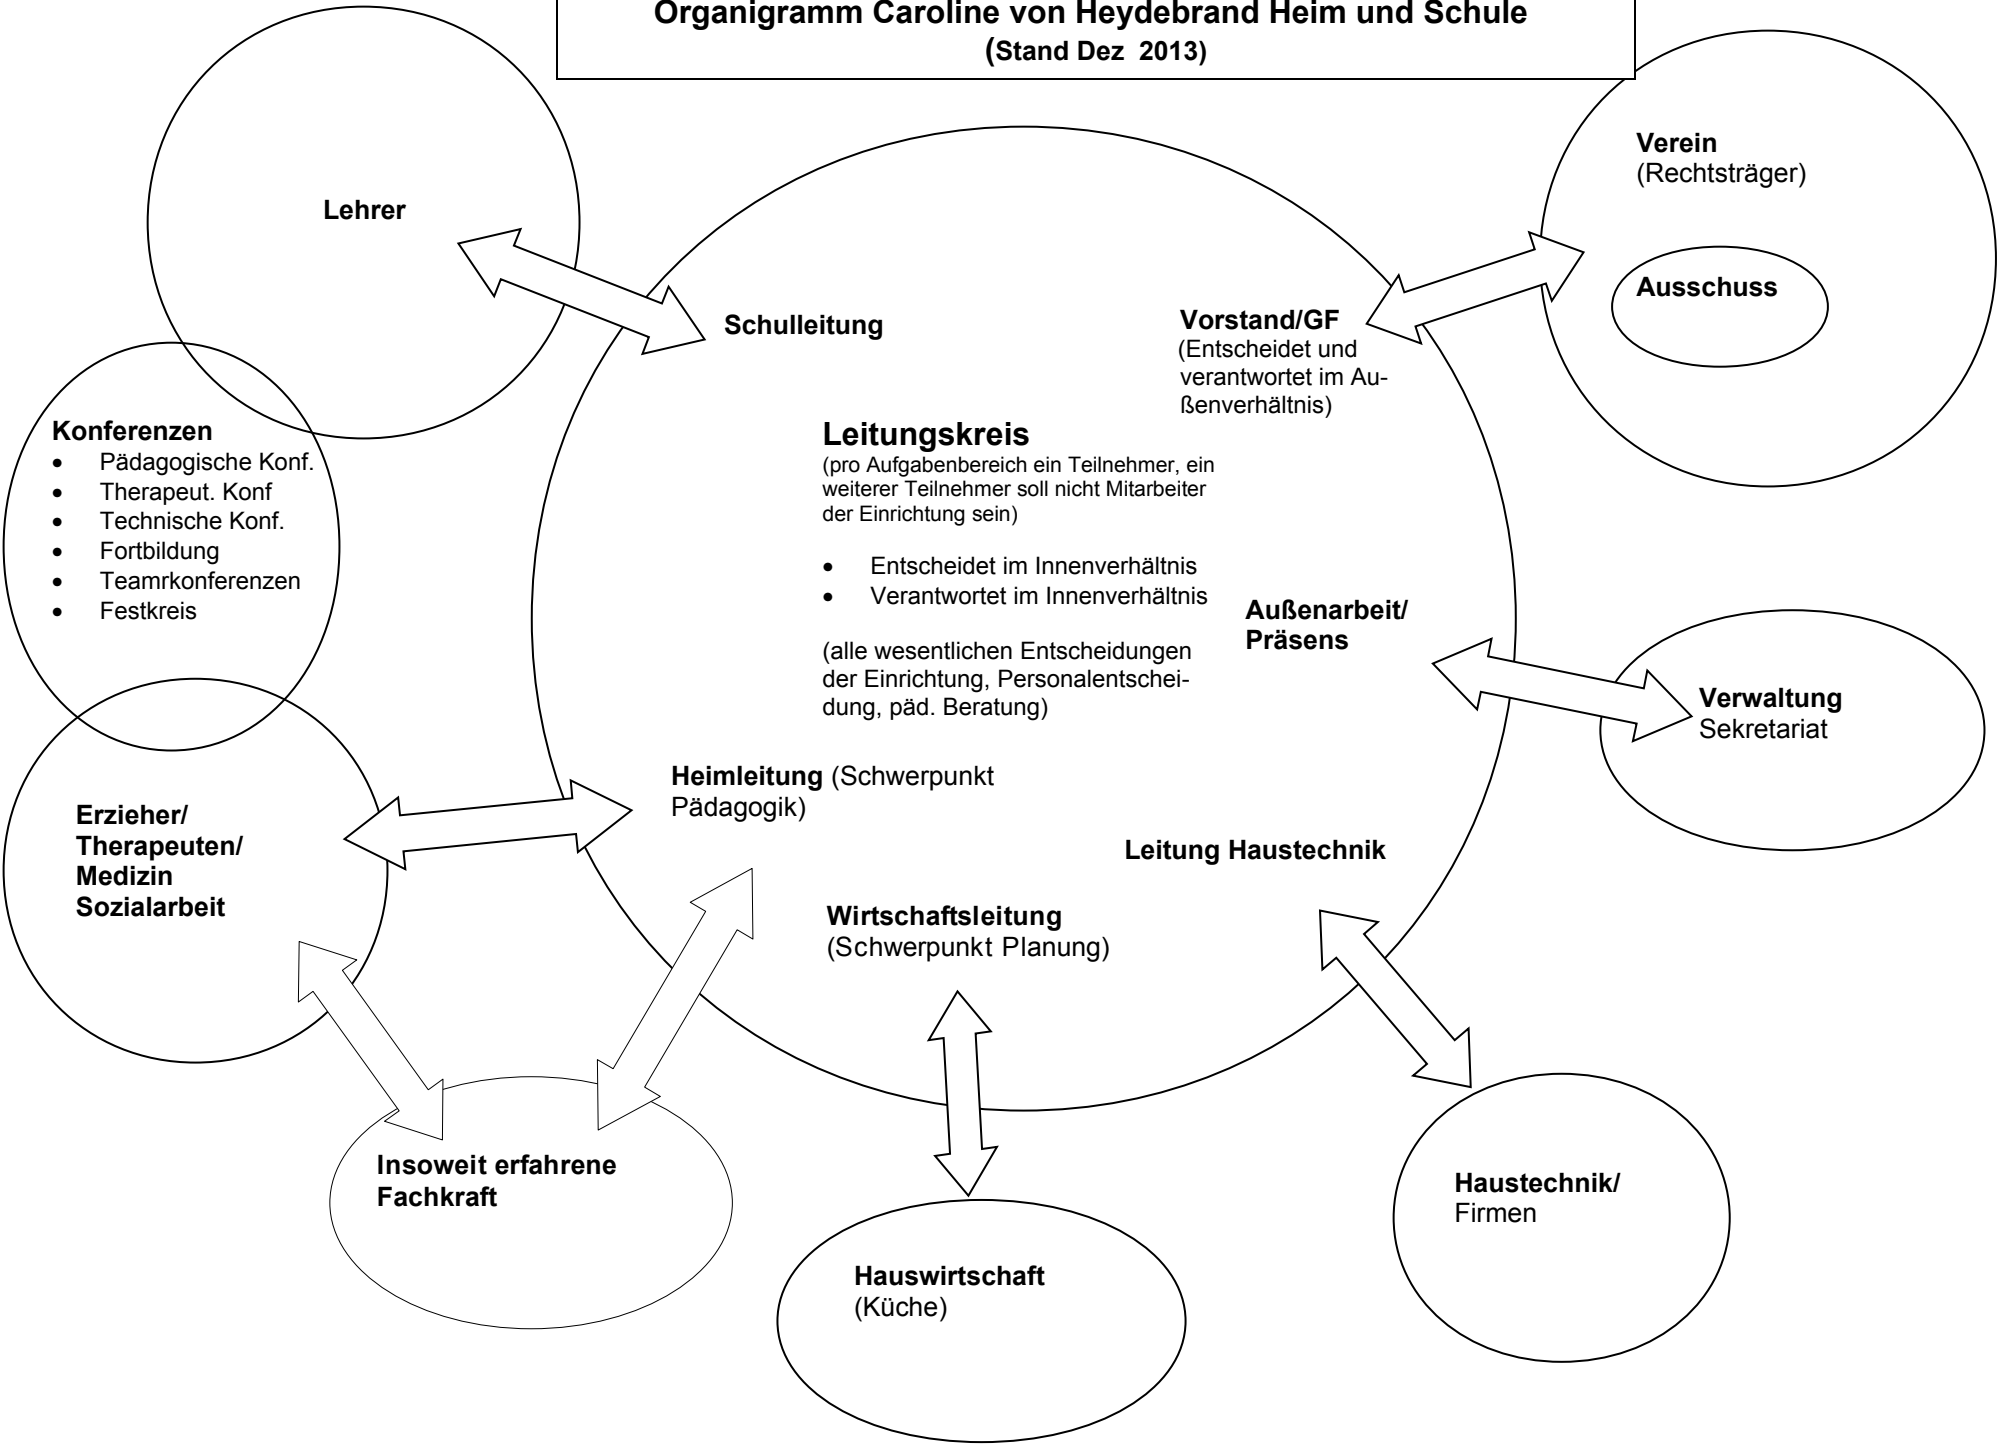 Organigramm Caroline von Heydebrand Heim und Schule
(Stand Dez 2013)
Lehrer
Verein
(Rechtsträger)
Ausschuss
Schulleitung
Vorstand/GF
(Entscheidet und
verantwortet im Au-
ßenverhältnis)
Konferenzen
• Pädagogische Konf.
• Therapeut. Konf
• Technische Konf.
• Fortbildung
• Teamrkonferenzen
• Festkreis
Leitungskreis
(pro Aufgabenbereich ein Teilnehmer, ein
weiterer Teilnehmer soll nicht Mitarbeiter
der Einrichtung sein)
• Entscheidet im Innenverhältnis
• Verantwortet im Innenverhältnis
(alle wesentlichen Entscheidungen
der Einrichtung, Personalentschei-
dung, päd. Beratung)
Außenarbeit/
Präsens
Verwaltung
Sekretariat
Heimleitung (Schwerpunkt
Pädagogik)
Erzieher/
Therapeuten/
Medizin
Sozialarbeit
Leitung Haustechnik
Wirtschaftsleitung
(Schwerpunkt Planung)
Insoweit erfahrene
Fachkraft
Haustechnik/
Firmen
Hauswirtschaft
(Küche)